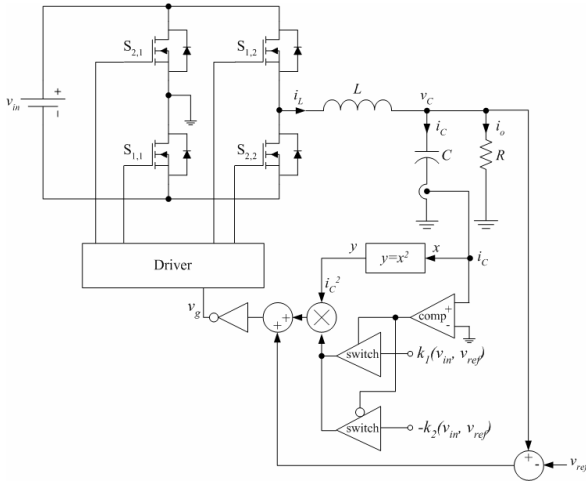 S2,1
S1,2
vin
+
−
iL
L
vC
iC
io
C
R
S1,1
S2,2
Driver
y
y=x²
x
iC
iC²
vg
+
+
comp
+
-
switch
k1(vin, vref)
switch
-k2(vin, vref)
+
-
vref